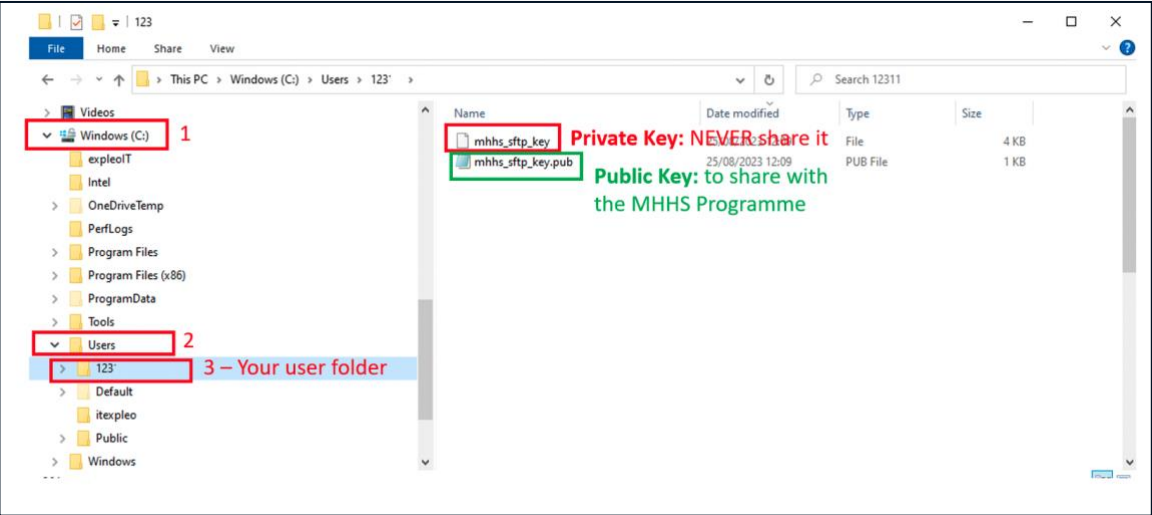 123
File Home Share View
This PC > Windows (C:) > Users > 123' >
Search 12311
Videos
Windows (C:)
1
expleoIT
Intel
OneDriveTemp
PerfLogs
Program Files
Program Files (x86)
ProgramData
Tools
Users
2
123'
3 – Your user folder
Default
itexpleo
Public
Windows
Name Date modified Type Size
mhhs_sftp_key File 4 KB
Private Key: NEVER share it
mhhs_sftp_key.pub 25/08/2023 12:09 PUB File 1 KB
Public Key: to share with
the MHHS Programme